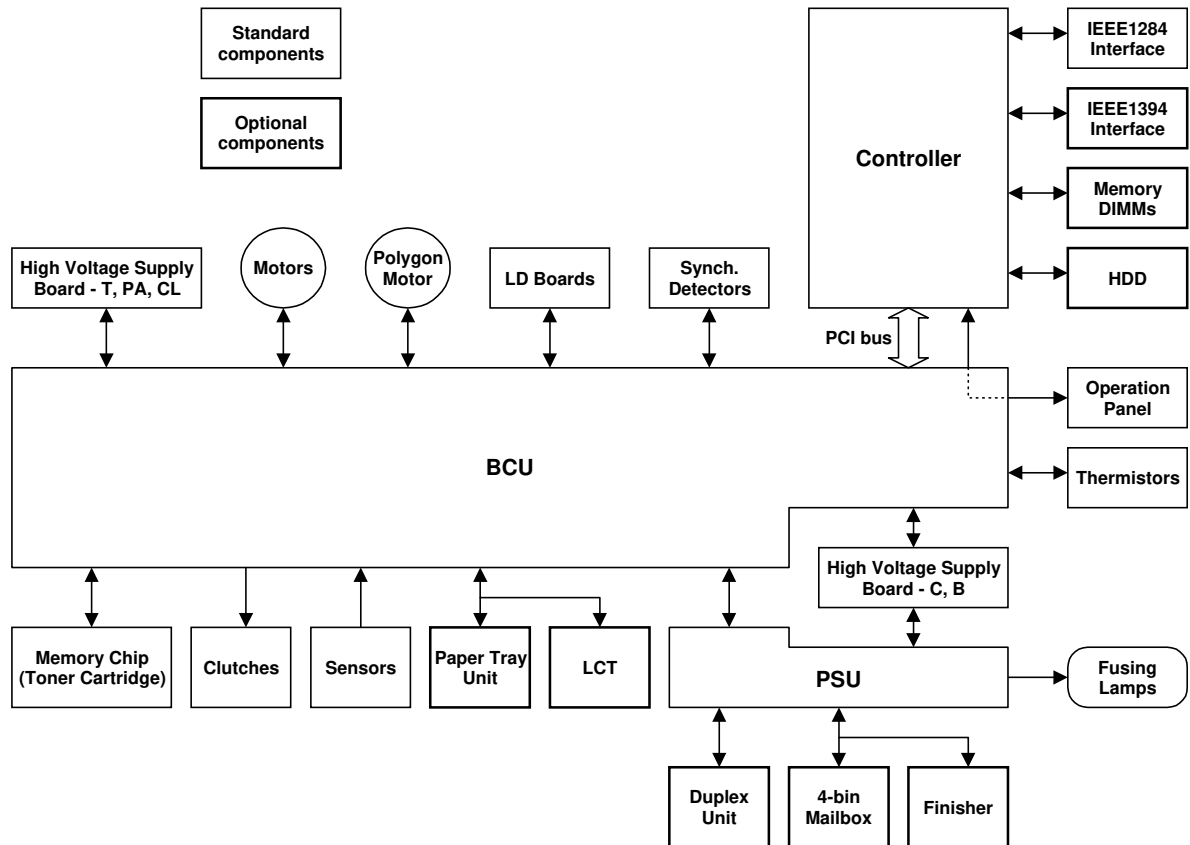 Standard
components
Optional
components
Controller
IEEE1284
Interface
IEEE1394
Interface
Memory
DIMMs
HDD
High Voltage Supply
Board - T, PA, CL
Motors
Polygon
Motor
LD Boards
Synch.
Detectors
PCI bus
Operation
Panel
BCU
Thermistors
High Voltage Supply
Board - C, B
Memory Chip
(Toner Cartridge)
Clutches
Sensors
Paper Tray
Unit
LCT
PSU
Fusing
Lamps
Duplex
Unit
4-bin
Mailbox
Finisher